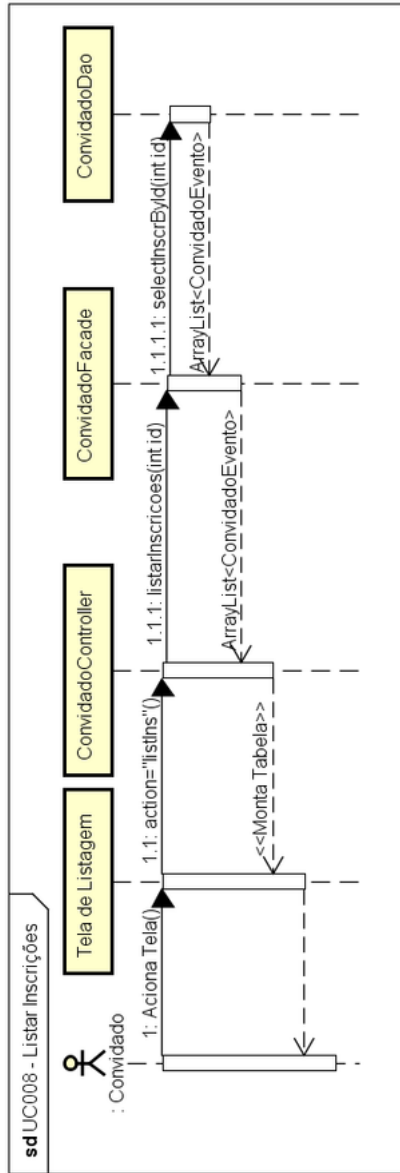 sd UC008 - Listar Inscrições
: Convidado
Tela de Listagem
ConvidadoController
ConvidadoFacade
ConvidadoDao
1: Aciona Tela()
1.1: action="listIns"()
1.1.1: listarInscricoes(int id)
1.1.1.1: selectInscrById(int id)
ArrayList<ConvidadoEvento>
ArrayList<ConvidadoEvento>
<<Monta Tabela>>